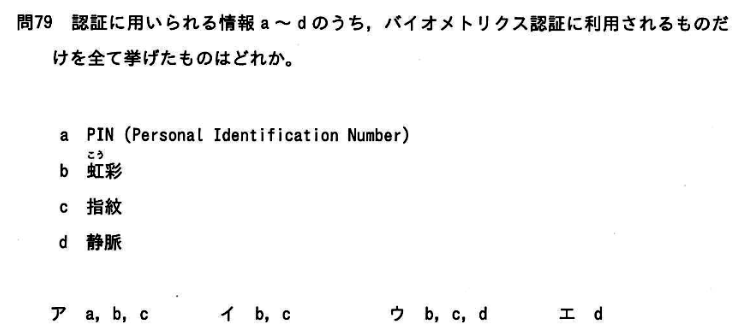 問79 認証に用いられる情報 a ～ d のうち，バイオメトリクス認証に利用されるものだ
けを全て挙げたものはどれか。
a PIN (Personal Identification Number)
こう
b 虹彩
c 指紋
d 静脈
ア a, b, c イ b, c ウ b, c, d エ d